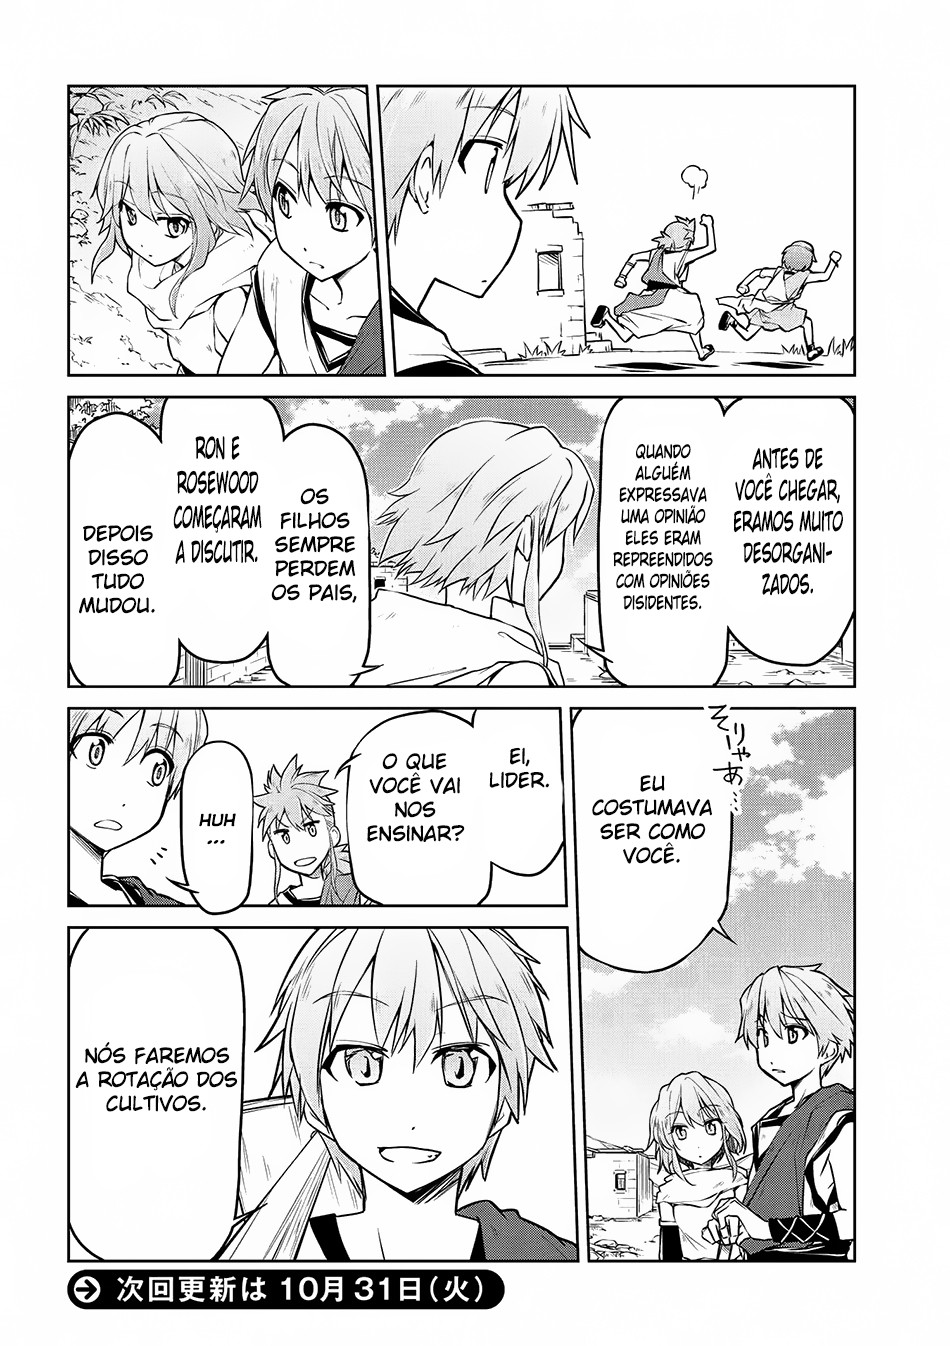 ANTES DE
VOCÊ CHEGAR,
ERAMOS MUITO
DESORGANI-
ZADOS.
QUANDO
ALGUÉM
EXPRESSAVA
UMA OPINIÃO
ELES ERAM
REPREENDIDOS
COM OPINIÕES
DISIDENTES.
OS
FILHOS
SEMPRE
PERDEM
OS PAIS,
RON E
ROSEWOOD
COMEÇARAM
A DISCUTIR.
DEPOIS
DISSO
TUDO
MUDOU.
そりゃあ
そーぁ…
EU
COSTUMAVA
SER COMO
VOCÊ.
EI,
LIDER.
O QUE
VOCÊ VAI
NOS
ENSINAR?
HUH
...
NÓS FAREMOS
A ROTAÇÃO DOS
CULTIVOS.
次回更新は 10月31日(火)